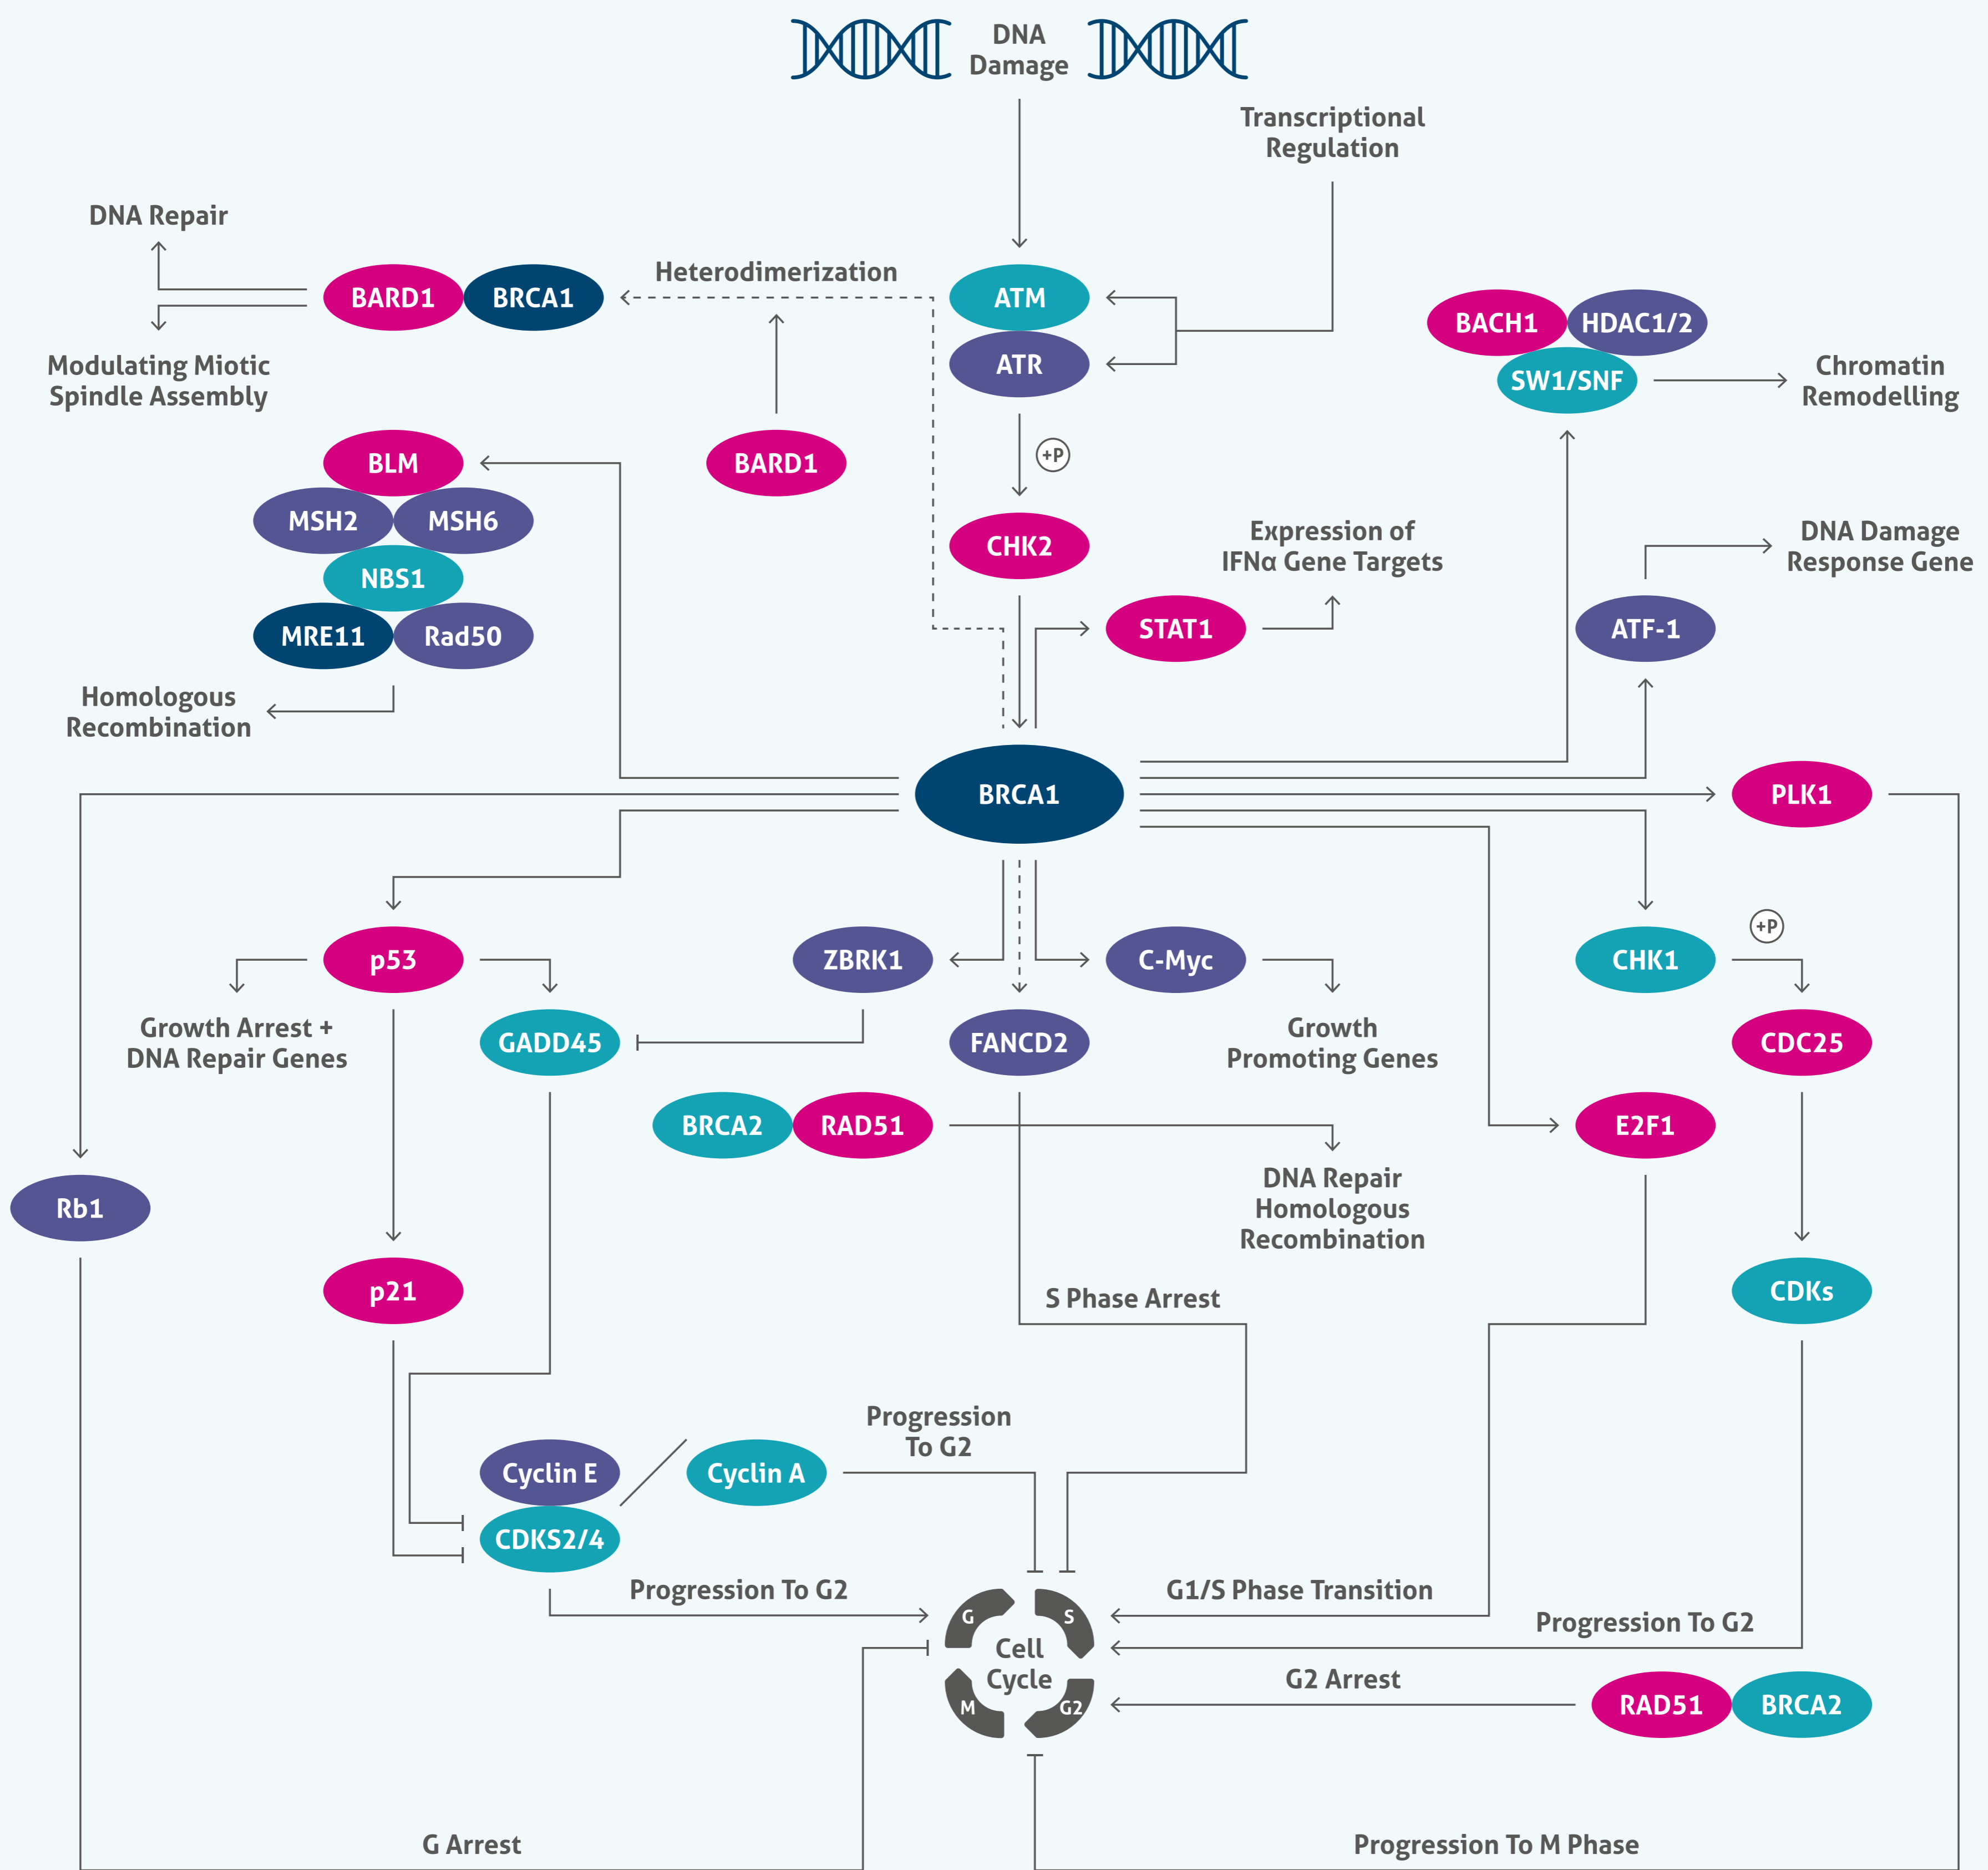 DNA
Damage
Transcriptional
Regulation
DNA Repair
Heterodimerization
BARD1
BRCA1
ATM
ATR
BACH1
HDAC1/2
SW1/SNF
Chromatin
Remodelling
Modulating Miotic
Spindle Assembly
+P
BARD1
BLM
MSH2
MSH6
NBS1
MRE11
Rad50
CHK2
Expression of
IFNα Gene Targets
DNA Damage
Response Gene
STAT1
ATF-1
Homologous
Recombination
BRCA1
PLK1
+P
p53
ZBRK1
C-Myc
CHK1
Growth Arrest +
DNA Repair Genes
GADD45
FANCD2
Growth
Promoting Genes
CDC25
BRCA2
RAD51
E2F1
DNA Repair
Homologous
Recombination
Rb1
p21
S Phase Arrest
CDKs
Progression
To G2
Cyclin E
Cyclin A
CDKS2/4
Progression To G2
G1/S Phase Transition
G
S
Progression To G2
Cell
Cycle
M
G2
G2 Arrest
RAD51
BRCA2
G Arrest
Progression To M Phase